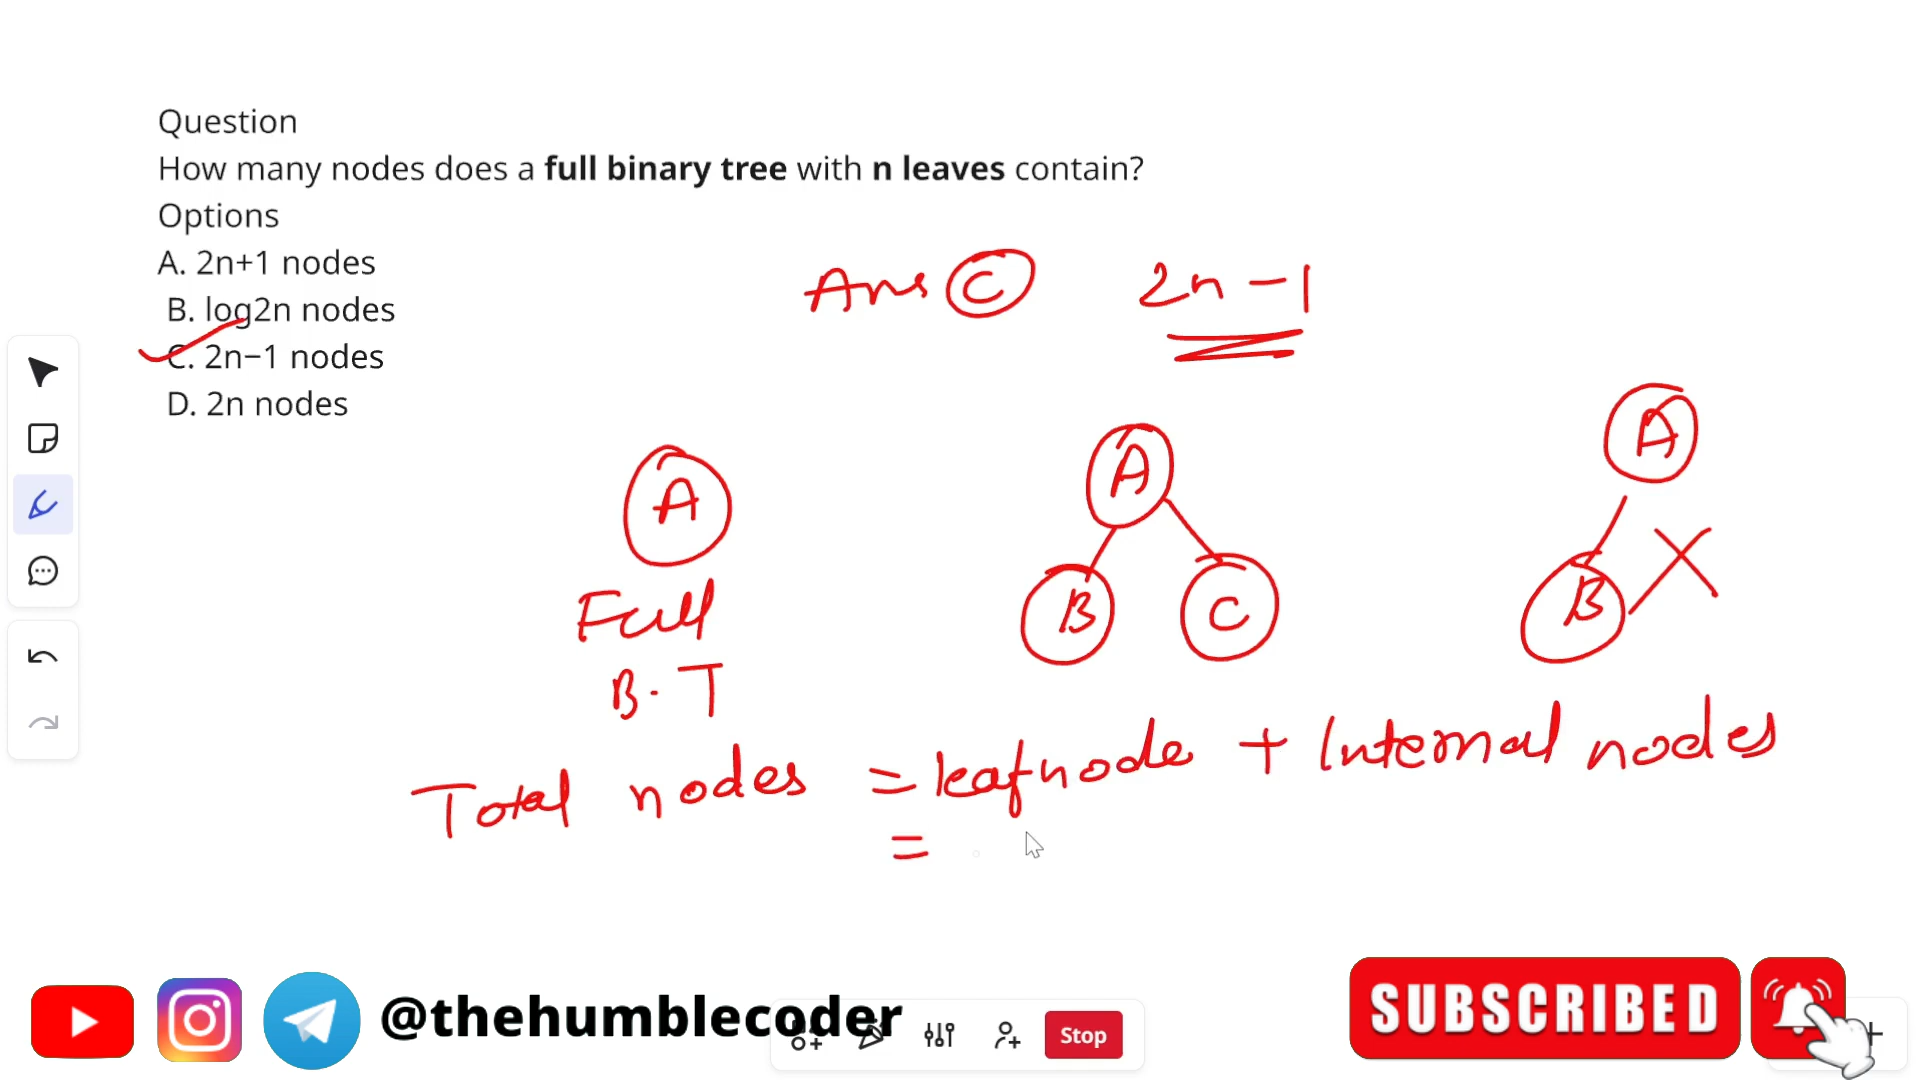 Question
How many nodes does a full binary tree with n leaves contain?
Options
A. 2n+1 nodes
B. log2n nodes
C. 2n−1 nodes
D. 2n nodes
Ans C 2n - 1
A
Full
B. T
A
B C
A
B
Total nodes = leafnode + Internal nodes
=
@thehumblecoder
Stop
SUBSCRIBED